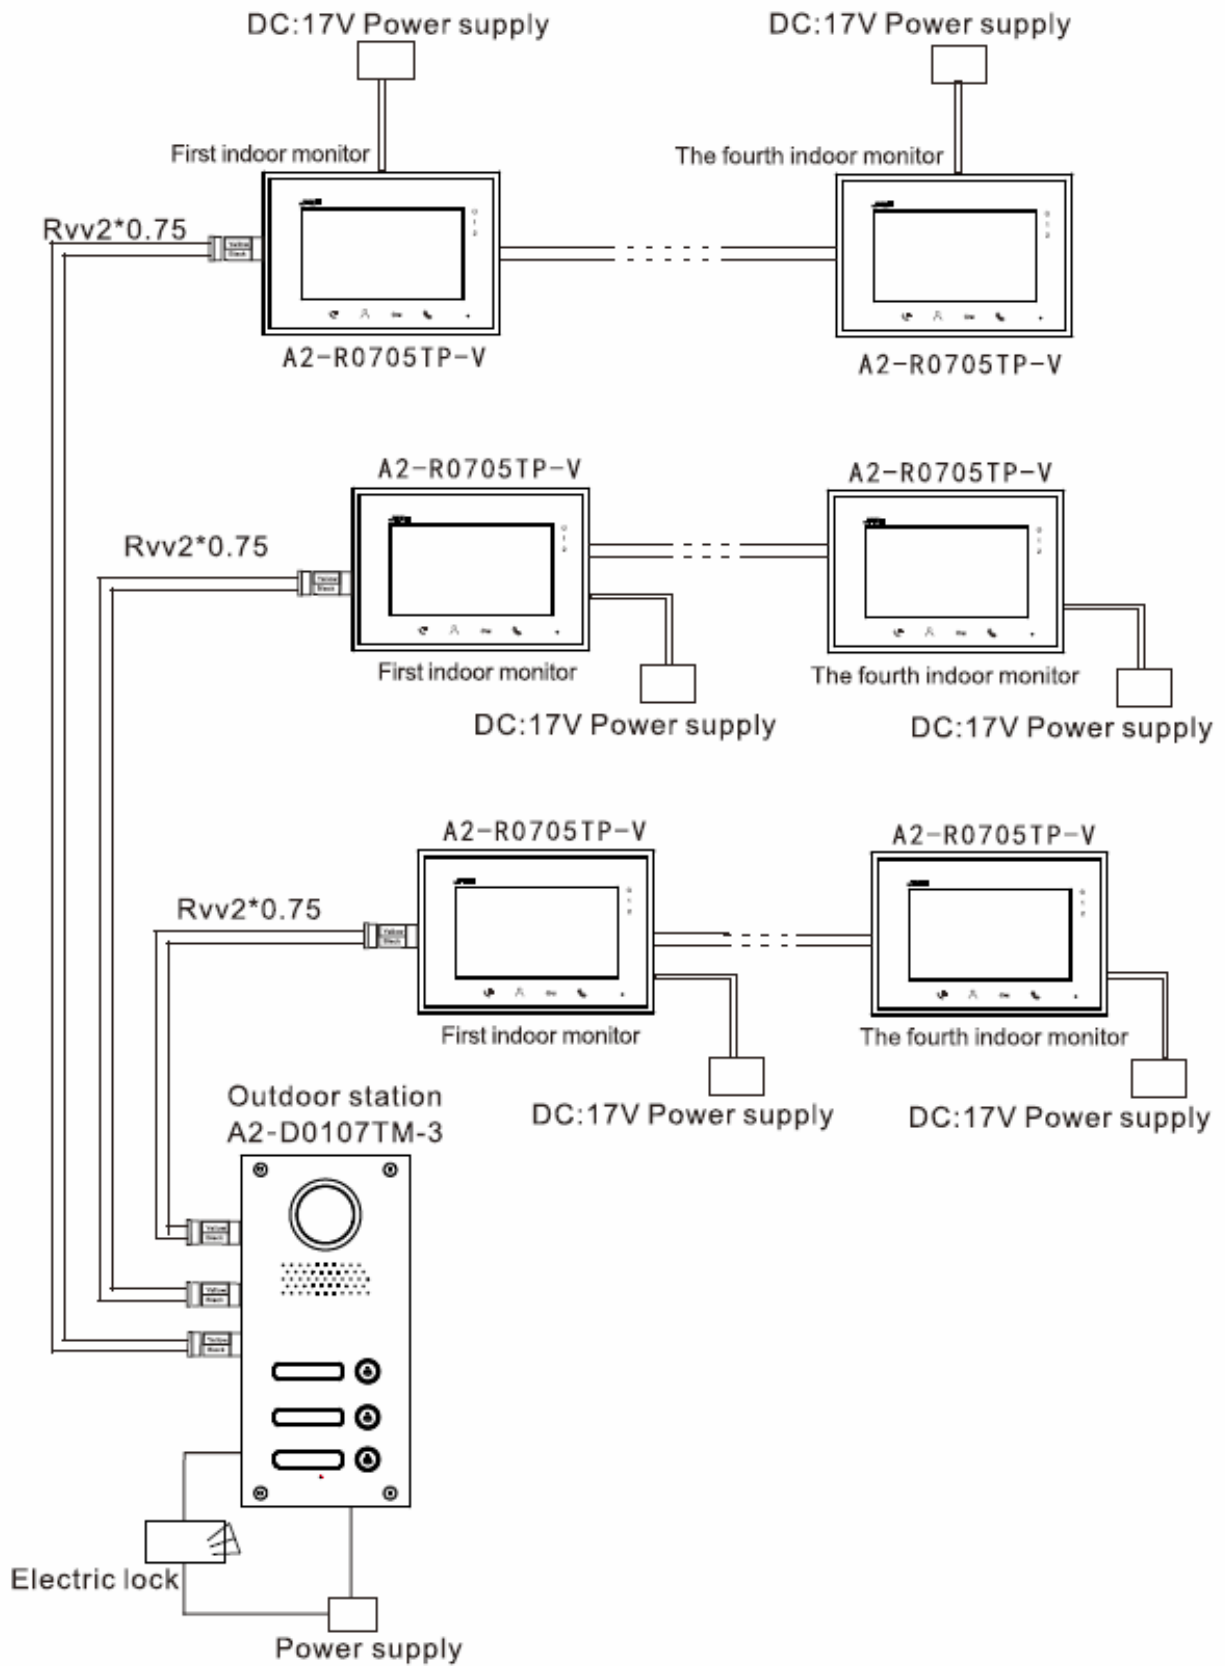 DC:17V Power supply
DC:17V Power supply
First indoor monitor
The fourth indoor monitor
Rvv2*0.75
A2-R0705TP-V
A2-R0705TP-V
A2-R0705TP-V
A2-R0705TP-V
Rvv2*0.75
First indoor monitor
The fourth indoor monitor
DC:17V Power supply
DC:17V Power supply
A2-R0705TP-V
A2-R0705TP-V
Rvv2*0.75
First indoor monitor
The fourth indoor monitor
DC:17V Power supply
DC:17V Power supply
Outdoor station
A2-D0107TM-3
Electric lock
Power supply